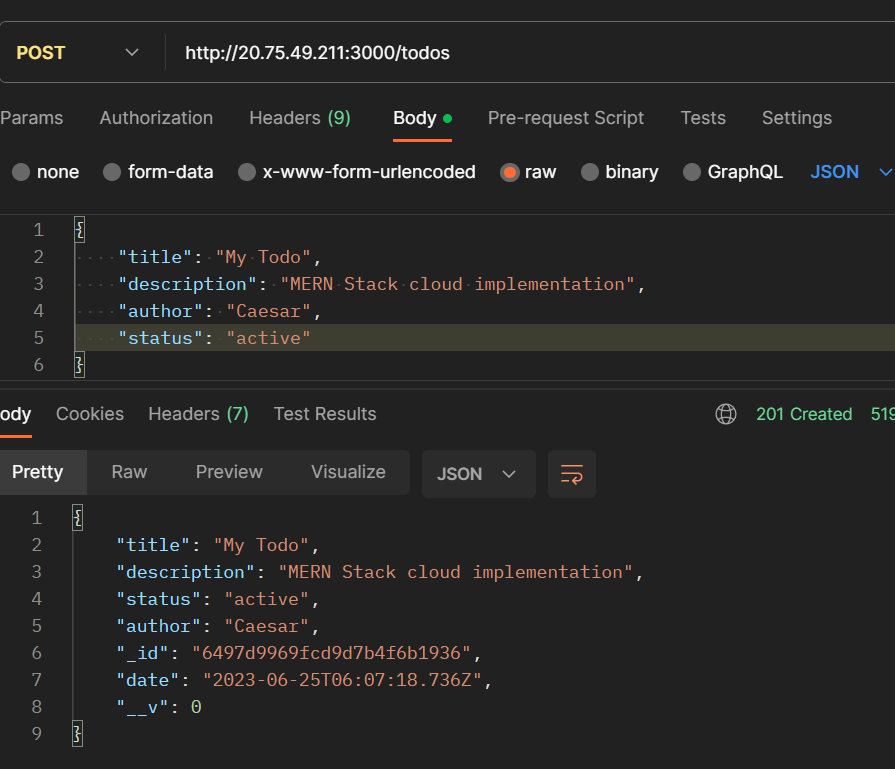 POST http://20.75.49.211:3000/todos
Params Authorization Headers (9) Body Pre-request Script Tests Settings
none form-data x-www-form-urlencoded raw binary GraphQL JSON
1 {
2 "title": "My Todo",
3 "description": "MERN Stack cloud implementation",
4 "author": "Caesar",
5 "status": "active"
6 }
ody Cookies Headers (7) Test Results 201 Created 519
Pretty Raw Preview Visualize JSON
1 {
2 "title": "My Todo",
3 "description": "MERN Stack cloud implementation",
4 "status": "active",
5 "author": "Caesar",
6 "_id": "6497d9969fcd9d7b4f6b1936",
7 "date": "2023-06-25T06:07:18.736Z",
8 "__v": 0
9 }